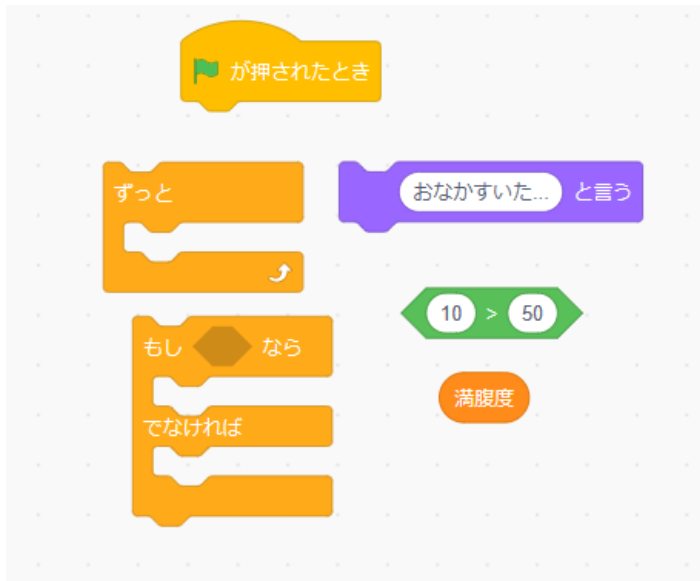 が押されたとき
ずっと
おなかすいた... と言う
10 > 50
もし なら
満腹度
でなければ